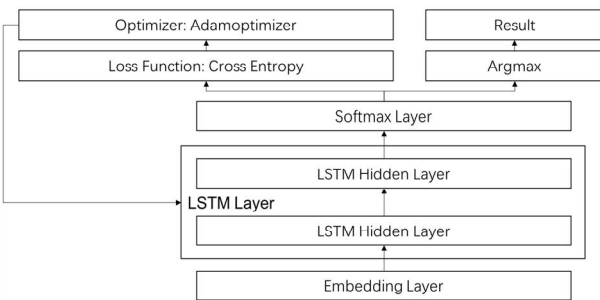 Optimizer: Adamoptimizer
Result
Loss Function: Cross Entropy
Argmax
Softmax Layer
LSTM Hidden Layer
LSTM Layer
LSTM Hidden Layer
Embedding Layer